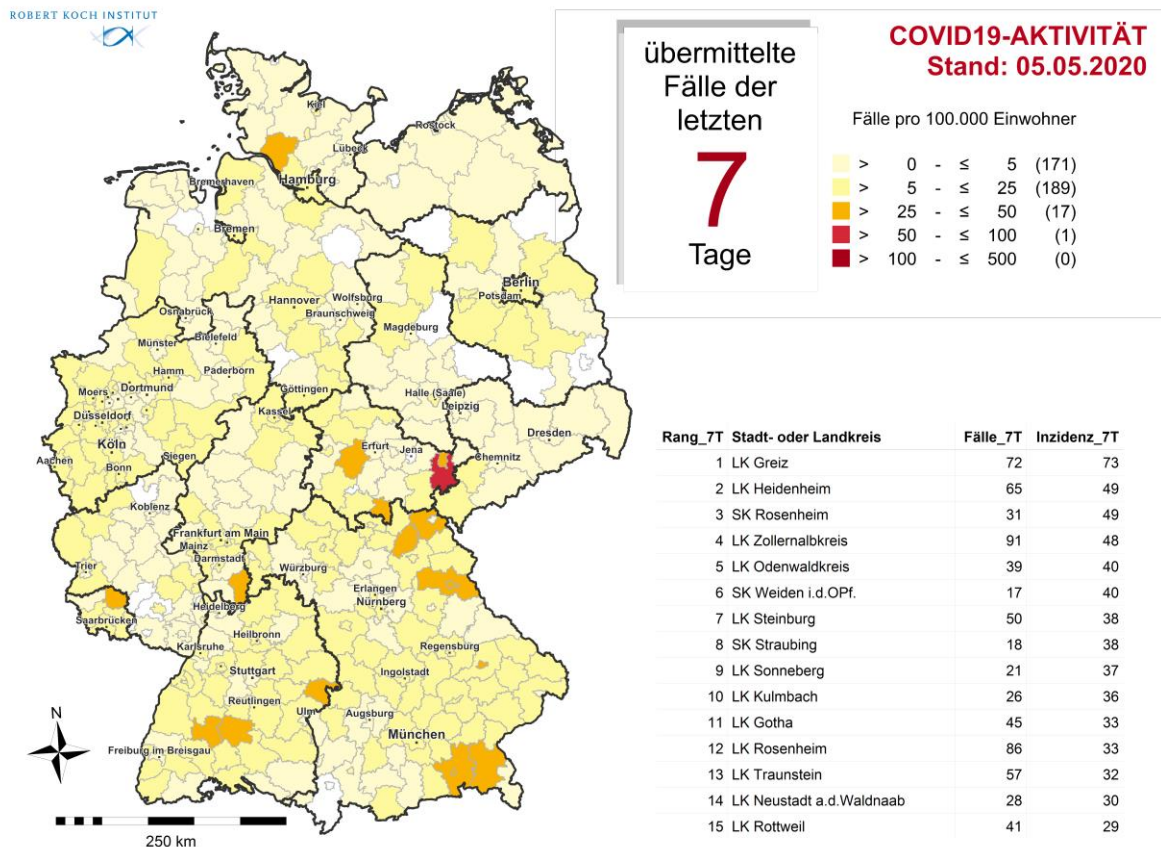 ROBERT KOCH INSTITUT
übermittelte
Fälle der
letzten
7
Tage
COVID19-AKTIVITÄT
Stand: 05.05.2020
Fälle pro 100.000 Einwohner
> 0 - ≤ 5 (171)
> 5 - ≤ 25 (189)
> 25 - ≤ 50 (17)
> 50 - ≤ 100 (1)
> 100 - ≤ 500 (0)
Kiel
Rostock
Lübeck
Hamburg
Bremerhaven
Bremen
Berlin
Potsdam
Hannover
Wolfsburg
Braunschweig
Magdeburg
Osnabrück
Bielefeld
Münster
Hamm
Paderborn
Göttingen
Moers
Dortmund
Halle (Saale)
Leipzig
Kassel
Düsseldorf
Dresden
Köln
Erfurt
Jena
Chemnitz
Aachen
Bonn
Siegen
Koblenz
Frankfurt am Main
Mainz
Darmstadt
Trier
Würzburg
Erlangen
Nürnberg
Heidelberg
Saarbrücken
Heilbronn
Karlsruhe
Regensburg
Stuttgart
Ingolstadt
Reutlingen
Ulm
Augsburg
München
Freiburg im Breisgau
N
250 km
Rang_7T Stadt- oder Landkreis Fälle_7T Inzidenz_7T
1 LK Greiz 72 73
2 LK Heidenheim 65 49
3 SK Rosenheim 31 49
4 LK Zollernalbkreis 91 48
5 LK Odenwaldkreis 39 40
6 SK Weiden i.d.OPf. 17 40
7 LK Steinburg 50 38
8 SK Straubing 18 38
9 LK Sonneberg 21 37
10 LK Kulmbach 26 36
11 LK Gotha 45 33
12 LK Rosenheim 86 33
13 LK Traunstein 57 32
14 LK Neustadt a.d.Waldnaab 28 30
15 LK Rottweil 41 29